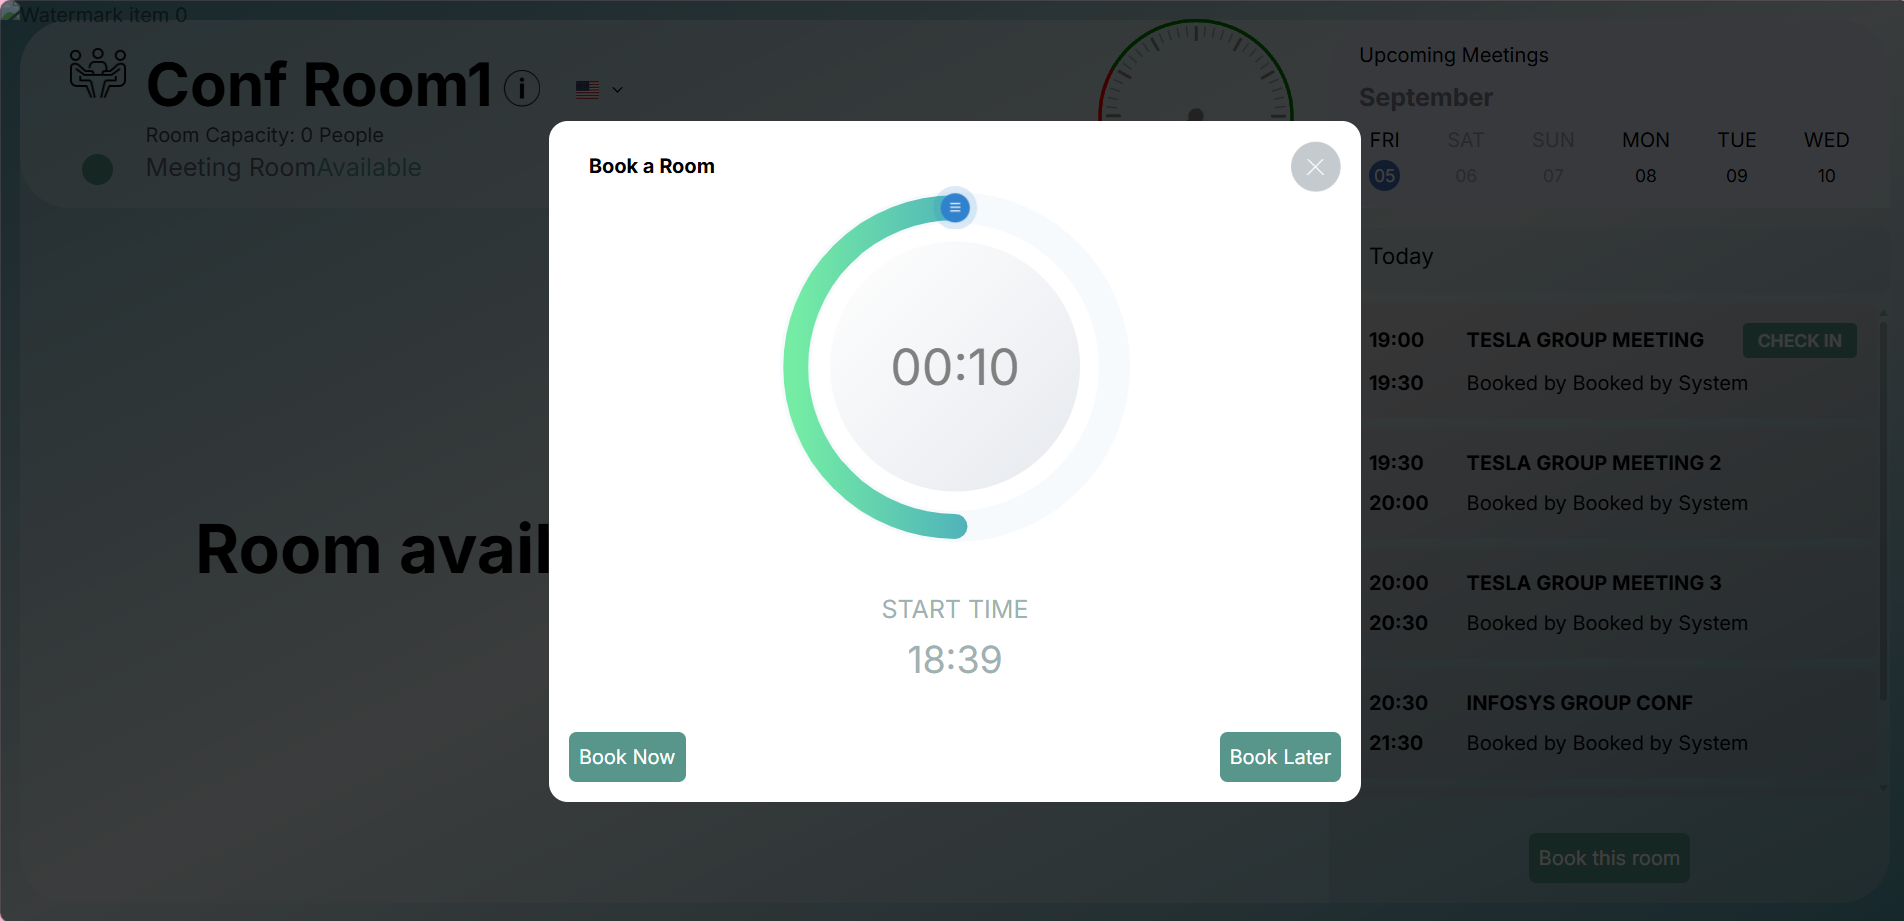 Watermark item 0
Conf Room1
Room Capacity: 0 People
Meeting RoomAvailable
Room avail
Book a Room
00:10
START TIME
18:39
Book Now
Book Later
Upcoming Meetings
September
FRI SAT SUN MON TUE WED
05 06 07 08 09 10
Today
19:00 TESLA GROUP MEETING CHECK IN
19:30 Booked by Booked by System
19:30 TESLA GROUP MEETING 2
20:00 Booked by Booked by System
20:00 TESLA GROUP MEETING 3
20:30 Booked by Booked by System
20:30 INFOSYS GROUP CONF
21:30 Booked by Booked by System
Book this room